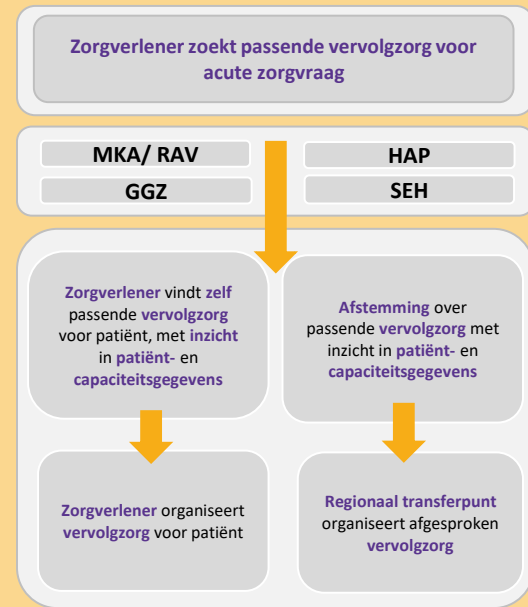 Zorgverlener zoekt passende vervolgzorg voor
acute zorgvraag
MKA/ RAV
HAP
GGZ
SEH
Zorgverlener vindt zelf
passende vervolgzorg
voor patiënt, met inzicht
in patiënt- en
capaciteitsgegevens
Afstemming over
passende vervolgzorg met
inzicht in patiënt- en
capaciteitsgegevens
Zorgverlener organiseert
vervolgzorg voor patiënt
Regionaal transferpunt
organiseert afgesproken
vervolgzorg